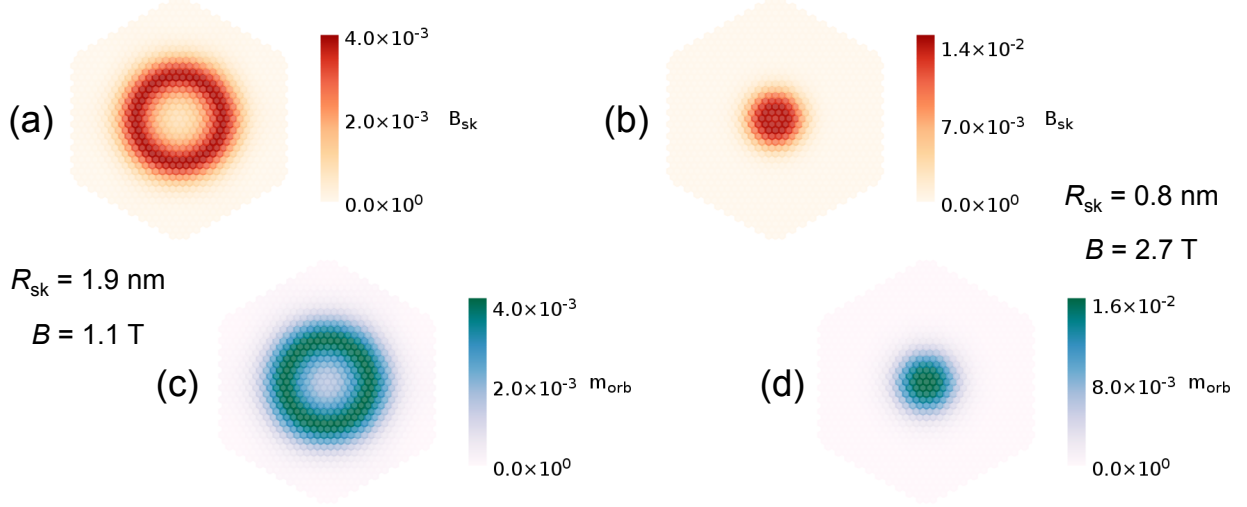 (a)
4.0×10⁻³
2.0×10⁻³ B_sk
0.0×10⁰
(b)
1.4×10⁻²
7.0×10⁻³ B_sk
0.0×10⁰
R_sk = 1.9 nm
B = 1.1 T
R_sk = 0.8 nm
B = 2.7 T
(c)
4.0×10⁻³
2.0×10⁻³ m_orb
0.0×10⁰
(d)
1.6×10⁻²
8.0×10⁻³ m_orb
0.0×10⁰